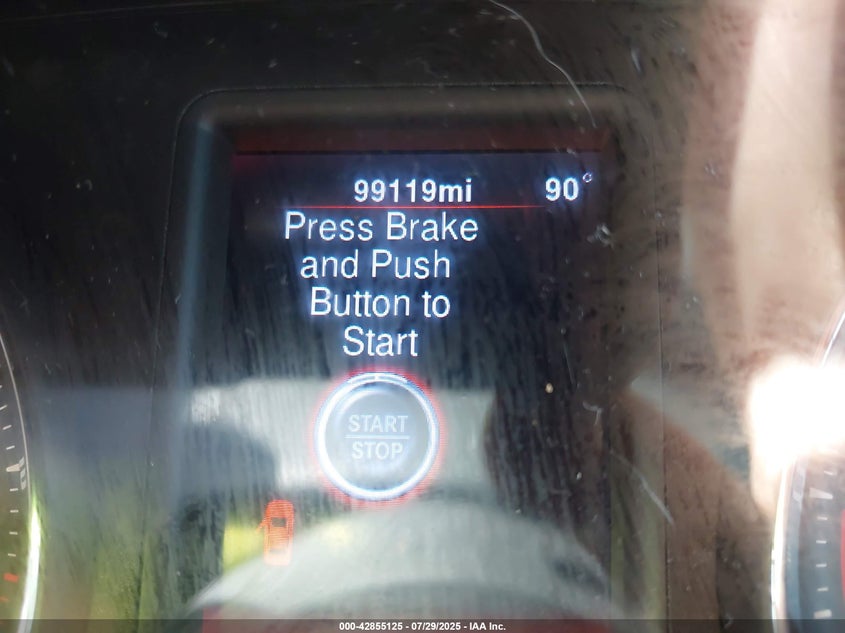 99119mi 90°
Press Brake
and Push
Button to
Start
START
STOP
000-42855125 - 07/29/2025 - IAA Inc.